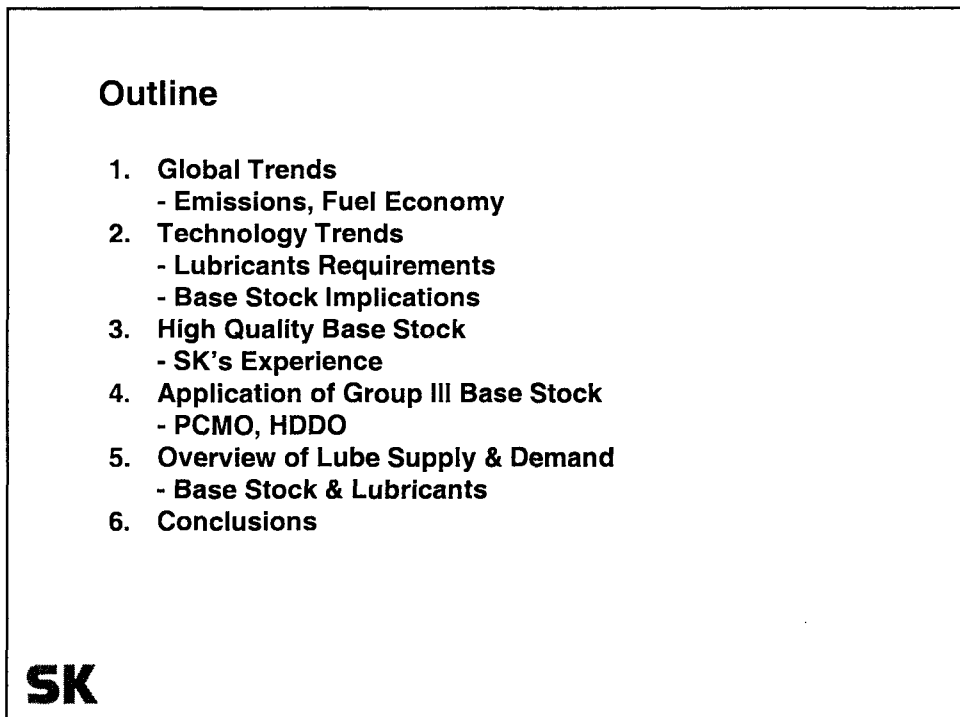 Outline
1. Global Trends
- Emissions, Fuel Economy
2. Technology Trends
- Lubricants Requirements
- Base Stock Implications
3. High Quality Base Stock
- SK's Experience
4. Application of Group III Base Stock
- PCMO, HDDO
5. Overview of Lube Supply & Demand
- Base Stock & Lubricants
6. Conclusions
SK